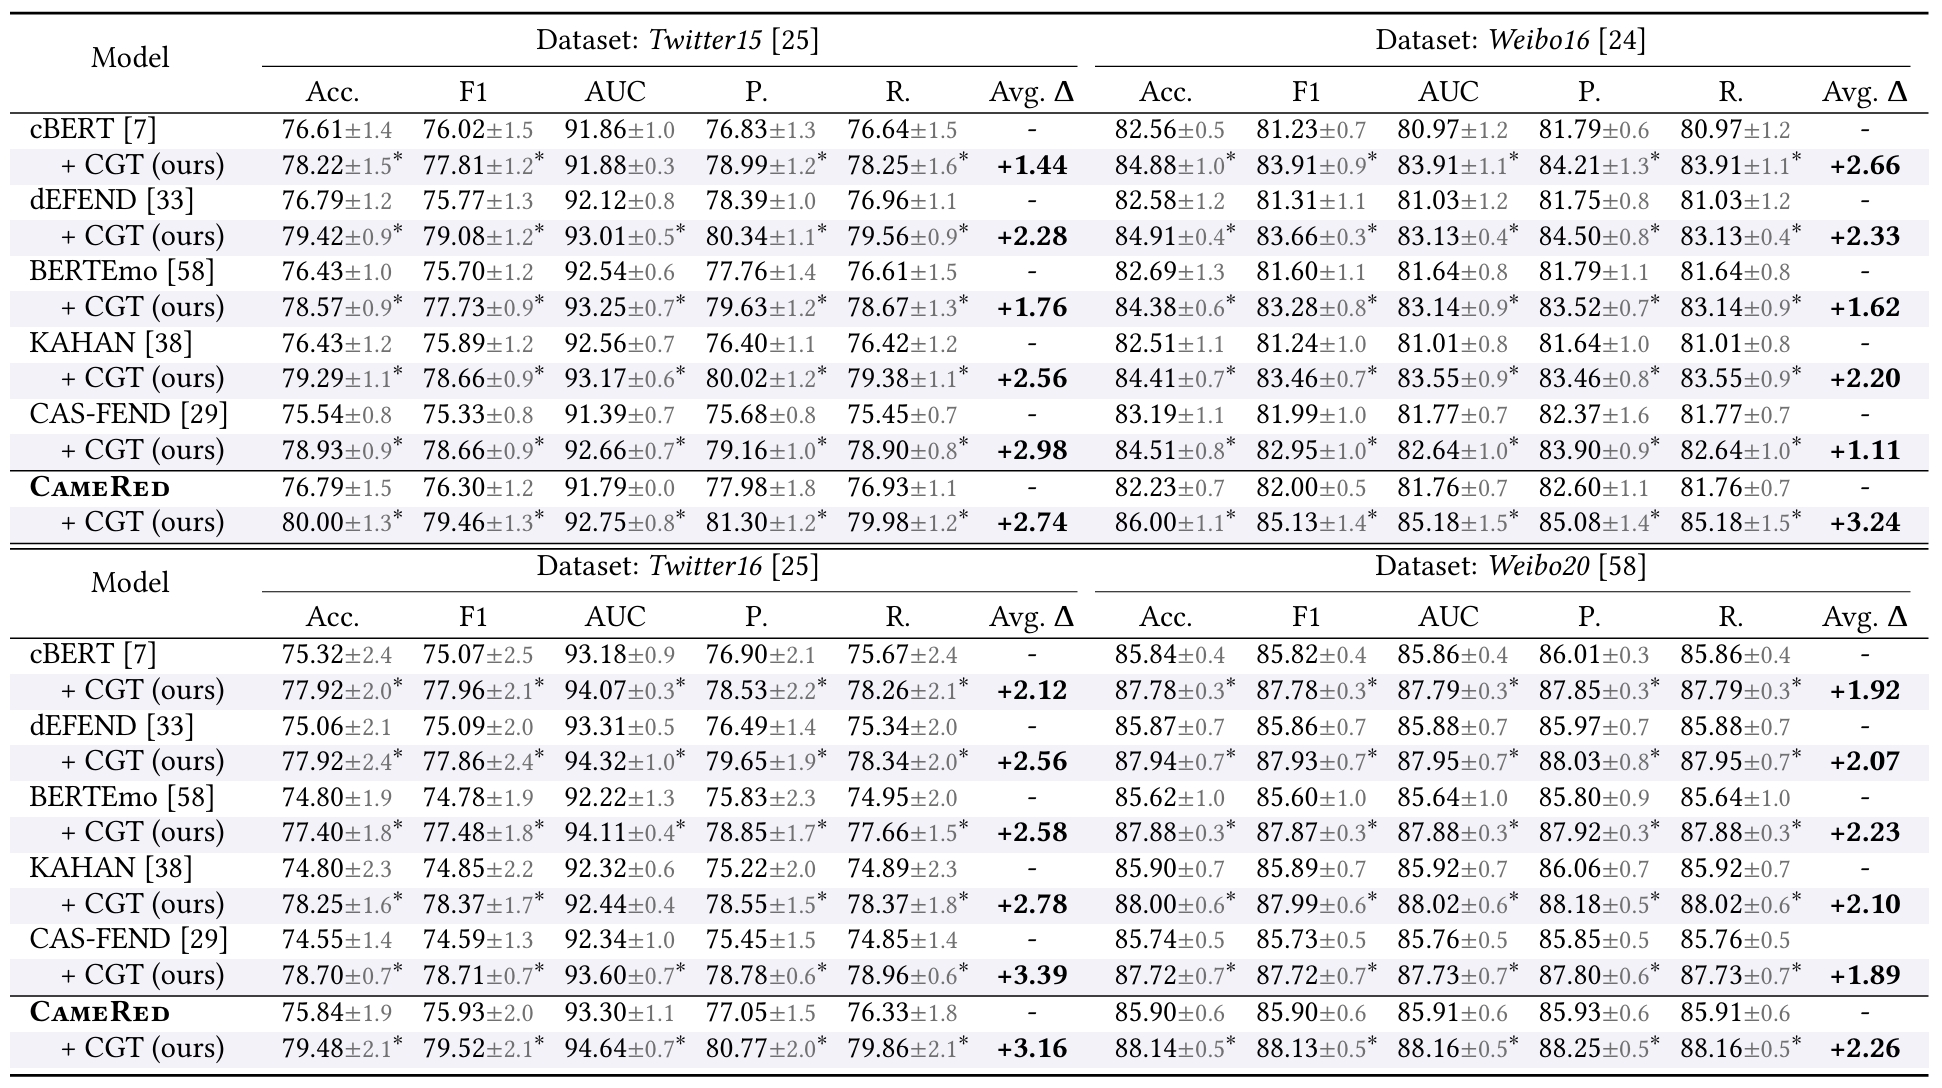 Model Dataset: Twitter15 [25] Dataset: Weibo16 [24]
Acc. F1 AUC P. R. Avg. Δ Acc. F1 AUC P. R. Avg. Δ
cBERT [7] 76.61±1.4 76.02±1.5 91.86±1.0 76.83±1.3 76.64±1.5 - 82.56±0.5 81.23±0.7 80.97±1.2 81.79±0.6 80.97±1.2 -
+ CGT (ours) 78.22±1.5* 77.81±1.2* 91.88±0.3 78.99±1.2* 78.25±1.6* +1.44 84.88±1.0* 83.91±0.9* 83.91±1.1* 84.21±1.3* 83.91±1.1* +2.66
dEFEND [33] 76.79±1.2 75.77±1.3 92.12±0.8 78.39±1.0 76.96±1.1 - 82.58±1.2 81.31±1.1 81.03±1.2 81.75±0.8 81.03±1.2 -
+ CGT (ours) 79.42±0.9* 79.08±1.2* 93.01±0.5* 80.34±1.1* 79.56±0.9* +2.28 84.91±0.4* 83.66±0.3* 83.13±0.4* 84.50±0.8* 83.13±0.4* +2.33
BERTEmo [58] 76.43±1.0 75.70±1.2 92.54±0.6 77.76±1.4 76.61±1.5 - 82.69±1.3 81.60±1.1 81.64±0.8 81.79±1.1 81.64±0.8 -
+ CGT (ours) 78.57±0.9* 77.73±0.9* 93.25±0.7* 79.63±1.2* 78.67±1.3* +1.76 84.38±0.6* 83.28±0.8* 83.14±0.9* 83.52±0.7* 83.14±0.9* +1.62
KAHAN [38] 76.43±1.2 75.89±1.2 92.56±0.7 76.40±1.1 76.42±1.2 - 82.51±1.1 81.24±1.0 81.01±0.8 81.64±1.0 81.01±0.8 -
+ CGT (ours) 79.29±1.1* 78.66±0.9* 93.17±0.6* 80.02±1.2* 79.38±1.1* +2.56 84.41±0.7* 83.46±0.7* 83.55±0.9* 83.46±0.8* 83.55±0.9* +2.20
CAS-FEND [29] 75.54±0.8 75.33±0.8 91.39±0.7 75.68±0.8 75.45±0.7 - 83.19±1.1 81.99±1.0 81.77±0.7 82.37±1.6 81.77±0.7 -
+ CGT (ours) 78.93±0.9* 78.66±0.9* 92.66±0.7* 79.16±1.0* 78.90±0.8* +2.98 84.51±0.8* 82.95±1.0* 82.64±1.0* 83.90±0.9* 82.64±1.0* +1.11
CAMERED 76.79±1.5 76.30±1.2 91.79±0.0 77.98±1.8 76.93±1.1 - 82.23±0.7 82.00±0.5 81.76±0.7 82.60±1.1 81.76±0.7 -
+ CGT (ours) 80.00±1.3* 79.46±1.3* 92.75±0.8* 81.30±1.2* 79.98±1.2* +2.74 86.00±1.1* 85.13±1.4* 85.18±1.5* 85.08±1.4* 85.18±1.5* +3.24
Model Dataset: Twitter16 [25] Dataset: Weibo20 [58]
Acc. F1 AUC P. R. Avg. Δ Acc. F1 AUC P. R. Avg. Δ
cBERT [7] 75.32±2.4 75.07±2.5 93.18±0.9 76.90±2.1 75.67±2.4 - 85.84±0.4 85.82±0.4 85.86±0.4 86.01±0.3 85.86±0.4 -
+ CGT (ours) 77.92±2.0* 77.96±2.1* 94.07±0.3* 78.53±2.2* 78.26±2.1* +2.12 87.78±0.3* 87.78±0.3* 87.79±0.3* 87.85±0.3* 87.79±0.3* +1.92
dEFEND [33] 75.06±2.1 75.09±2.0 93.31±0.5 76.49±1.4 75.34±2.0 - 85.87±0.7 85.86±0.7 85.88±0.7 85.97±0.7 85.88±0.7 -
+ CGT (ours) 77.92±2.4* 77.86±2.4* 94.32±1.0* 79.65±1.9* 78.34±2.0* +2.56 87.94±0.7* 87.93±0.7* 87.95±0.7* 88.03±0.8* 87.95±0.7* +2.07
BERTEmo [58] 74.80±1.9 74.78±1.9 92.22±1.3 75.83±2.3 74.95±2.0 - 85.62±1.0 85.60±1.0 85.64±1.0 85.80±0.9 85.64±1.0 -
+ CGT (ours) 77.40±1.8* 77.48±1.8* 94.11±0.4* 78.85±1.7* 77.66±1.5* +2.58 87.88±0.3* 87.87±0.3* 87.88±0.3* 87.92±0.3* 87.88±0.3* +2.23
KAHAN [38] 74.80±2.3 74.85±2.2 92.32±0.6 75.22±2.0 74.89±2.3 - 85.90±0.7 85.89±0.7 85.92±0.7 86.06±0.7 85.92±0.7 -
+ CGT (ours) 78.25±1.6* 78.37±1.7* 92.44±0.4 78.55±1.5* 78.37±1.8* +2.78 88.00±0.6* 87.99±0.6* 88.02±0.6* 88.18±0.5* 88.02±0.6* +2.10
CAS-FEND [29] 74.55±1.4 74.59±1.3 92.34±1.0 75.45±1.5 74.85±1.4 - 85.74±0.5 85.73±0.5 85.76±0.5 85.85±0.5 85.76±0.5
+ CGT (ours) 78.70±0.7* 78.71±0.7* 93.60±0.7* 78.78±0.6* 78.96±0.6* +3.39 87.72±0.7* 87.72±0.7* 87.73±0.7* 87.80±0.6* 87.73±0.7* +1.89
CAMERED 75.84±1.9 75.93±2.0 93.30±1.1 77.05±1.5 76.33±1.8 - 85.90±0.6 85.90±0.6 85.91±0.6 85.93±0.6 85.91±0.6 -
+ CGT (ours) 79.48±2.1* 79.52±2.1* 94.64±0.7* 80.77±2.0* 79.86±2.1* +3.16 88.14±0.5* 88.13±0.5* 88.16±0.5* 88.25±0.5* 88.16±0.5* +2.26